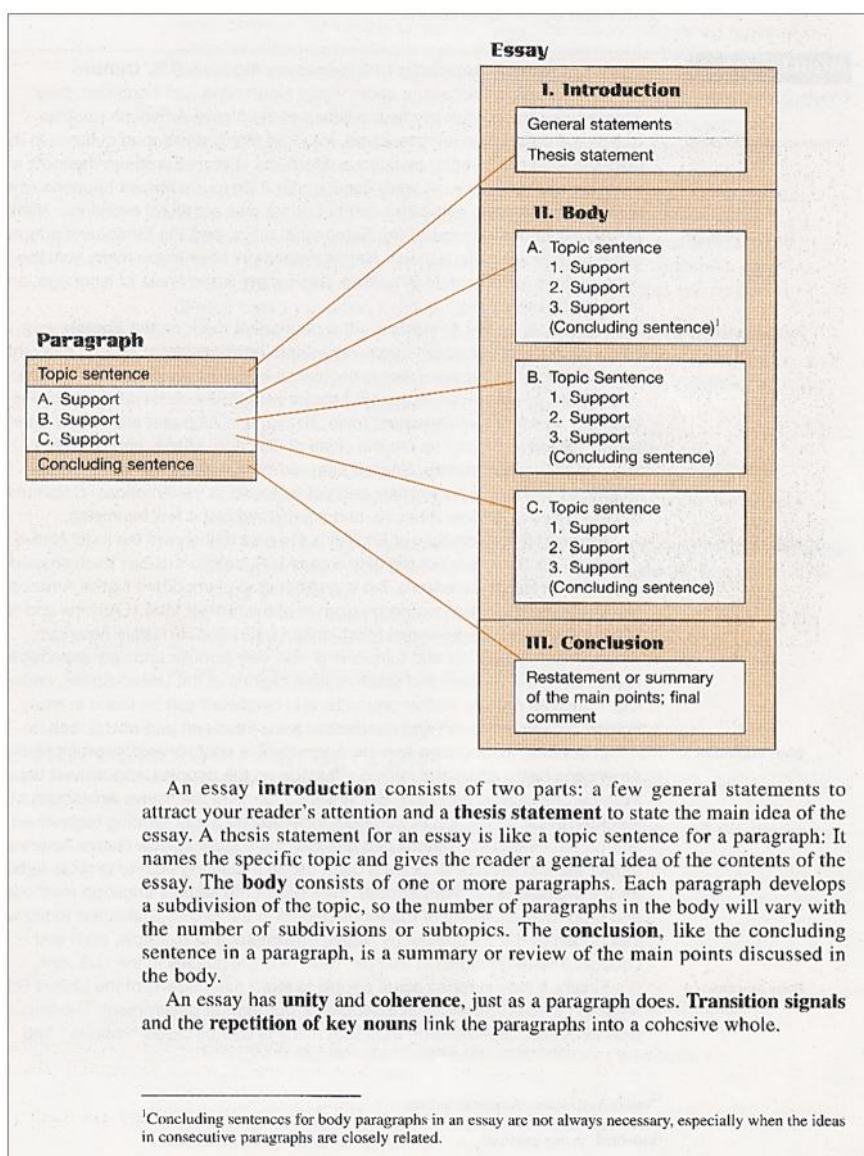 Essay
I. Introduction
General statements
Thesis statement
II. Body
A. Topic sentence
1. Support
2. Support
3. Support
(Concluding sentence)¹
Paragraph
Topic sentence
A. Support
B. Support
C. Support
Concluding sentence
B. Topic Sentence
1. Support
2. Support
3. Support
(Concluding sentence)
C. Topic sentence
1. Support
2. Support
3. Support
(Concluding sentence)
III. Conclusion
Restatement or summary
of the main points; final
comment
An essay introduction consists of two parts: a few general statements to
attract your reader's attention and a thesis statement to state the main idea of the
essay. A thesis statement for an essay is like a topic sentence for a paragraph: It
names the specific topic and gives the reader a general idea of the contents of the
essay. The body consists of one or more paragraphs. Each paragraph develops
a subdivision of the topic, so the number of paragraphs in the body will vary with
the number of subdivisions or subtopics. The conclusion, like the concluding
sentence in a paragraph, is a summary or review of the main points discussed in
the body.
An essay has unity and coherence, just as a paragraph does. Transition signals
and the repetition of key nouns link the paragraphs into a cohesive whole.
¹Concluding sentences for body paragraphs in an essay are not always necessary, especially when the ideas
in consecutive paragraphs are closely related.